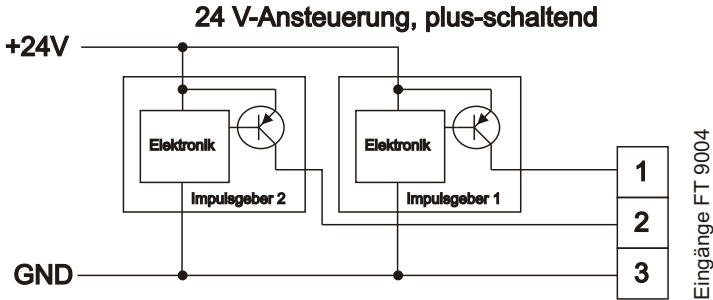 24 V-Ansteuerung, plus-schaltend
+24V
Elektronik
Impulsgeber 2
Elektronik
Impulsgeber 1
1
2
3
GND
Eingänge FT 9004